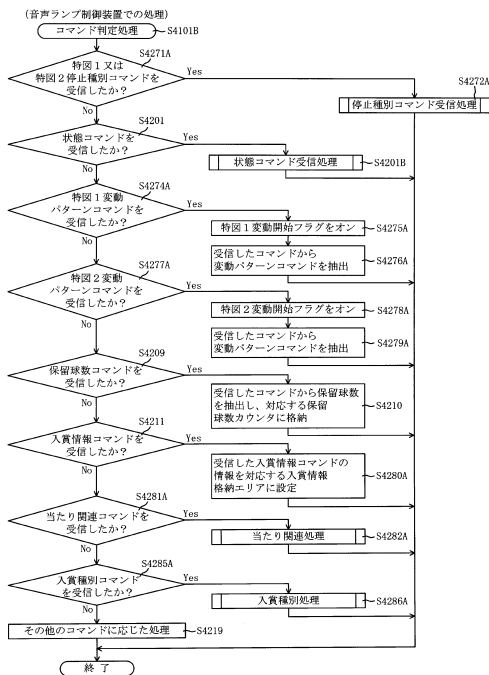 (音声ランプ制御装置での処理)
コマンド判定処理
S4101B
S4271A
特図1又は
特図2停止種別コマンドを
受信したか?
Yes
S4272A
停止種別コマンド受信処理
No
S4201
状態コマンドを
受信したか?
Yes
状態コマンド受信処理
S4201B
No
S4274A
特図1変動
パターンコマンドを
受信したか?
Yes
特図1変動開始フラグをオン
S4275A
受信したコマンドから
変動パターンコマンドを抽出
S4276A
No
S4277A
特図2変動
パターンコマンドを
受信したか?
Yes
特図2変動開始フラグをオン
S4278A
受信したコマンドから
変動パターンコマンドを抽出
S4279A
No
S4209
保留球数コマンドを
受信したか?
Yes
受信したコマンドから保留球数
を抽出し、対応する保留
球数カウンタに格納
S4210
No
S4211
入賞情報コマンドを
受信したか?
Yes
受信した入賞情報コマンドの
情報を対応する入賞情報
格納エリアに設定
S4280A
No
S4281A
当たり関連コマンドを
受信したか?
Yes
当たり関連処理
S4282A
No
S4285A
入賞種別コマンド
を受信したか?
Yes
入賞種別処理
S4286A
No
その他のコマンドに応じた処理
S4219
終了